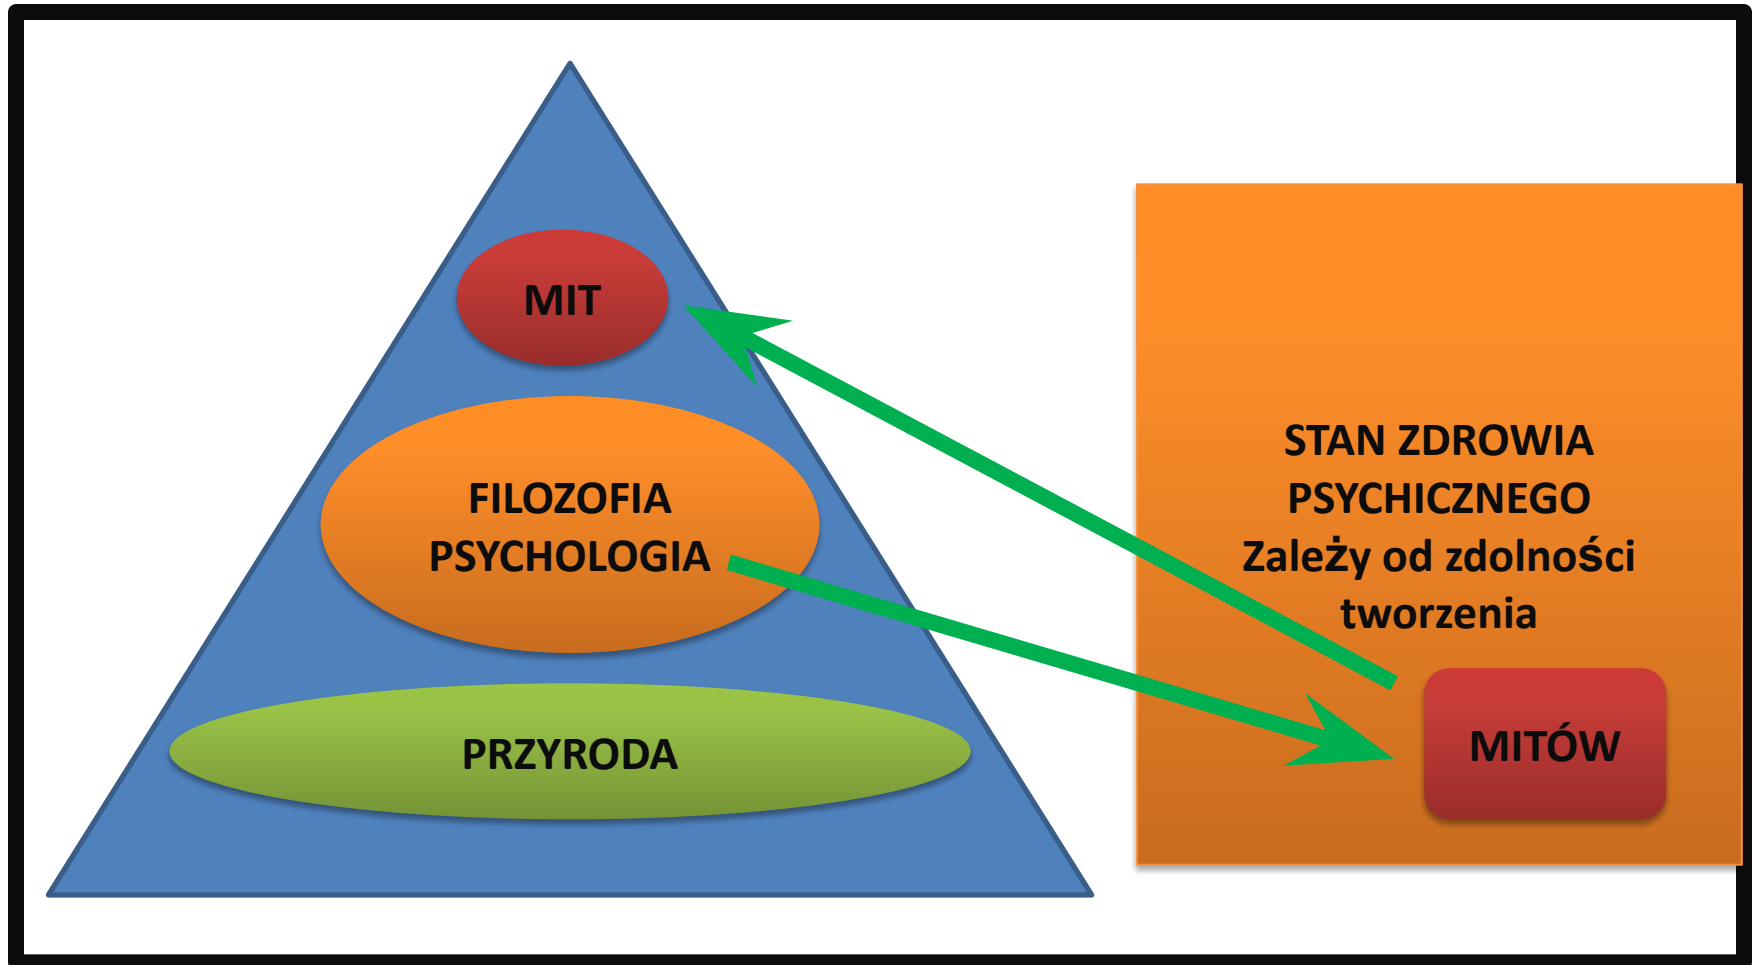 MIT
FILOZOFIA
PSYCHOLOGIA
PRZYRODA
STAN ZDROWIA
PSYCHICZNEGO
Zależy od zdolności
tworzenia
MITÓW